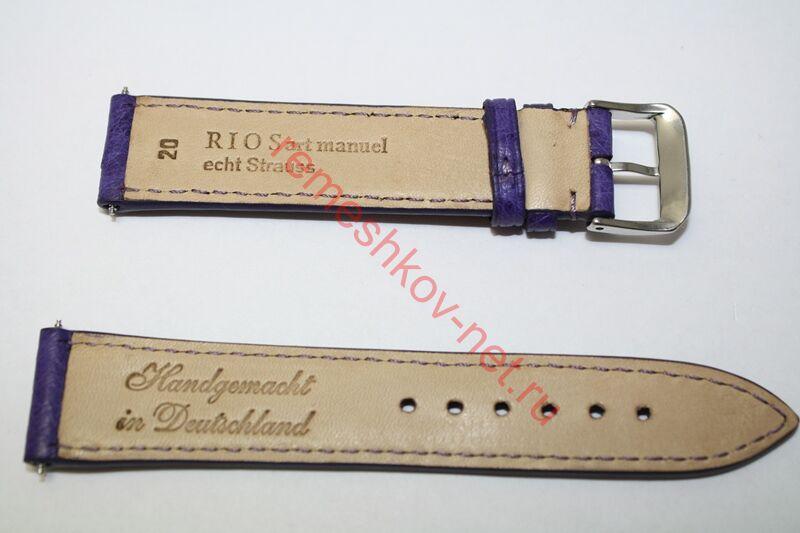 20
RIOS art manuel
echt Strauss
Handgemacht
in Deutschland
remeshkov-net.ru